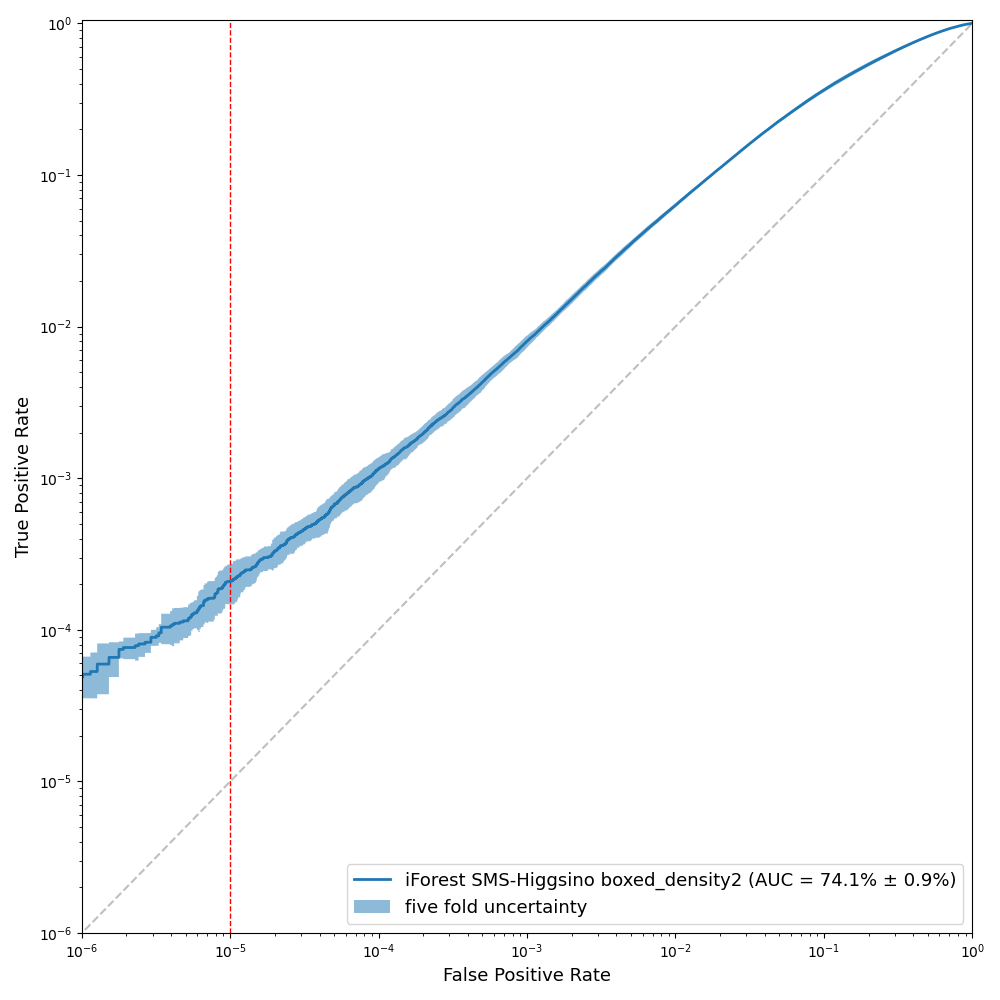 10⁰
10⁻¹
10⁻²
10⁻³
10⁻⁴
10⁻⁵
10⁻⁶
True Positive Rate
iForest SMS-Higgsino boxed_density2 (AUC = 74.1% ± 0.9%)
five fold uncertainty
10⁻⁶ 10⁻⁵ 10⁻⁴ 10⁻³ 10⁻² 10⁻¹ 10⁰
False Positive Rate